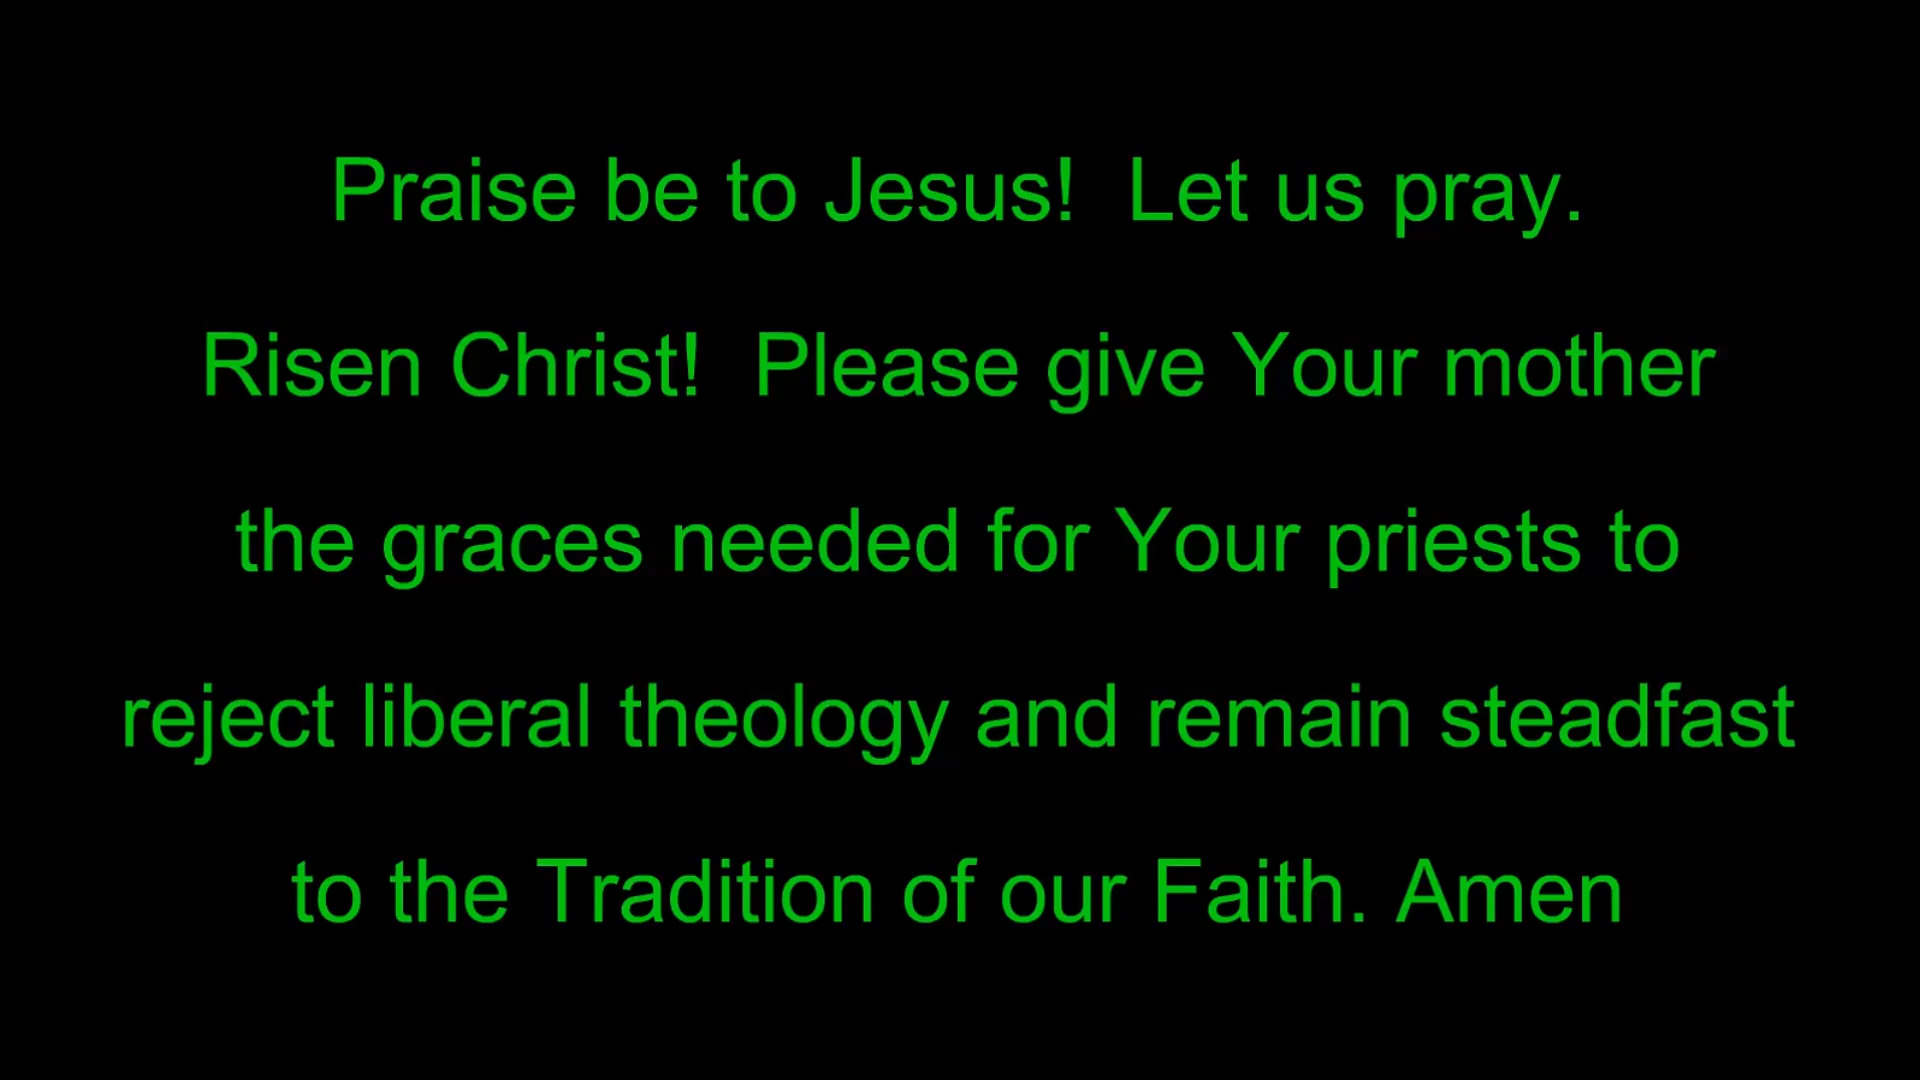 Praise be to Jesus!  Let us pray.
Risen Christ!  Please give Your mother
the graces needed for Your priests to
reject liberal theology and remain steadfast
to the Tradition of our Faith. Amen